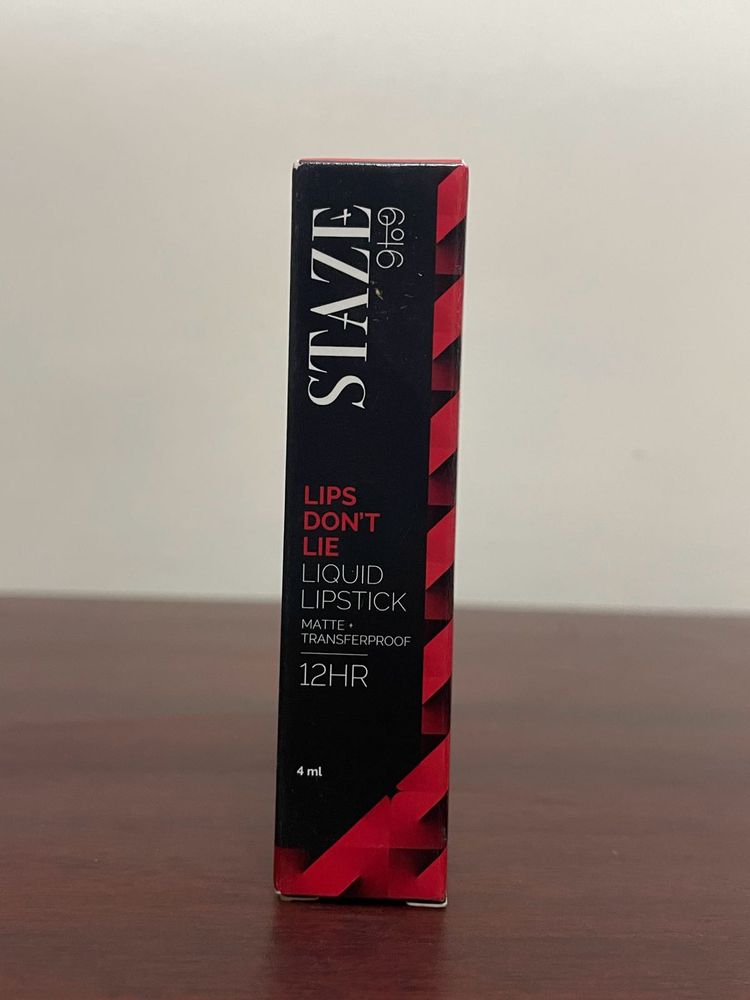 STAZE
9to9
LIPS
DON'T
LIE
LIQUID
LIPSTICK
MATTE +
TRANSFERPROOF
12HR
4 ml